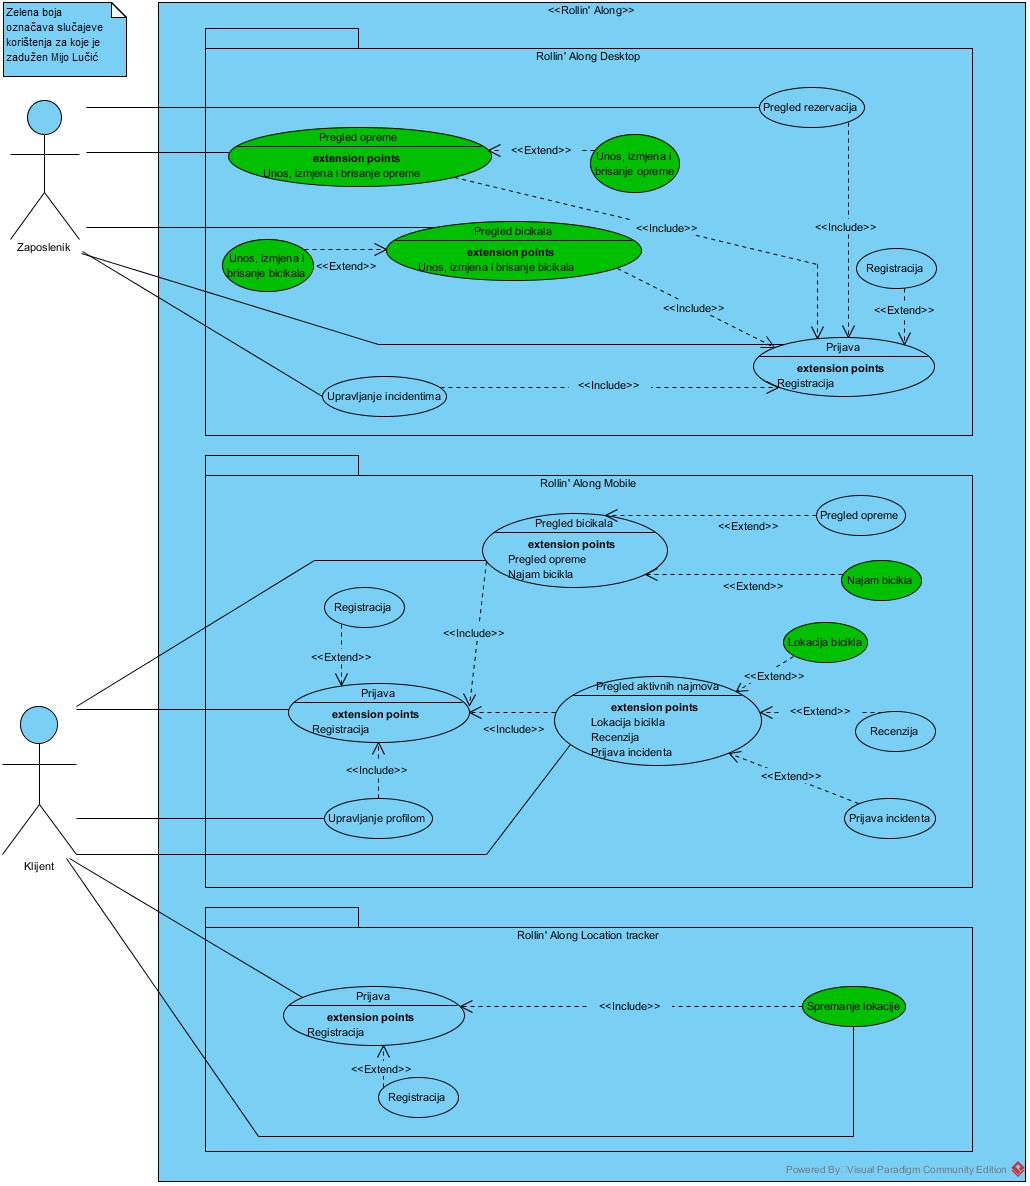 Zelena boja
označava slučajeve
korištenja za koje je
zadužen Mijo Lučić
<<Rollin' Along>>
Rollin' Along Desktop
Pregled rezervacija
Pregled opreme
extension points
Unos, izmjena i brisanje opreme
<<Extend>>
Unos, izmjena i
brisanje opreme
Zaposlenik
<<Include>>
<<Include>>
Pregled bicikala
extension points
Unos, izmjena i brisanje bicikala
Unos, izmjena i
brisanje bicikala
<<Extend>>
Registracija
<<Extend>>
<<Include>>
Prijava
extension points
Registracija
Upravljanje incidentima
<<Include>>
Rollin' Along Mobile
Pregled bicikala
extension points
Pregled opreme
Najam bicikla
<<Extend>>
Pregled opreme
<<Extend>>
Najam bicikla
Registracija
<<Extend>>
<<Include>>
Lokacija bicikla
<<Extend>>
Prijava
extension points
Registracija
<<Include>>
Pregled aktivnih najmova
extension points
Lokacija bicikla
Recenzija
Prijava incidenta
<<Extend>>
Recenzija
<<Include>>
<<Extend>>
Upravljanje profilom
Prijava incidenta
Klijent
Rollin' Along Location tracker
Prijava
extension points
Registracija
<<Include>>
Spremanje lokacije
<<Extend>>
Registracija
Powered By Visual Paradigm Community Edition